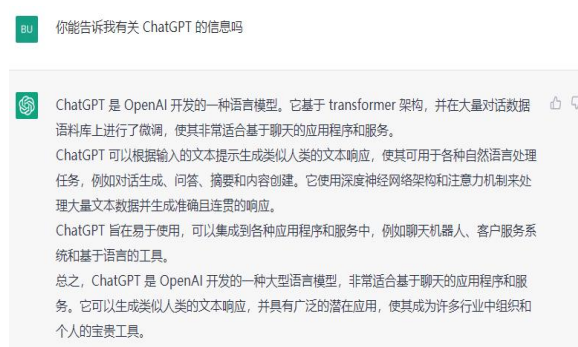 BU
你能告诉我有关 ChatGPT 的信息吗
ChatGPT 是 OpenAI 开发的一种语言模型。它基于 transformer 架构，并在大量对话数据
语料库上进行了微调，使其非常适合基于聊天的应用程序和服务。
ChatGPT 可以根据输入的文本提示生成类似人类的文本响应，使其可用于各种自然语言处理
任务，例如对话生成、问答、摘要和内容创建。它使用深度神经网络架构和注意力机制来处
理大量文本数据并生成准确且连贯的响应。
ChatGPT 旨在易于使用，可以集成到各种应用程序和服务中，例如聊天机器人、客户服务系
统和基于语言的工具。
总之，ChatGPT 是 OpenAI 开发的一种大型语言模型，非常适合基于聊天的应用程序和服
务。它可以生成类似人类的文本响应，并具有广泛的潜在应用，使其成为许多行业中组织和
个人的宝贵工具。